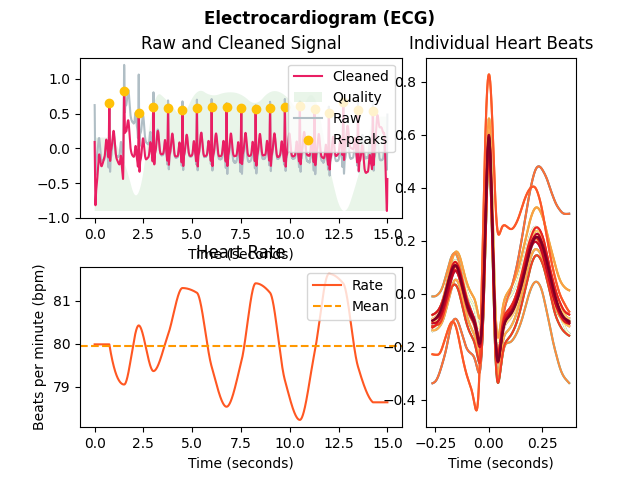 Electrocardiogram (ECG)
Raw and Cleaned Signal
1.0
0.5
0.0
−0.5
−1.0
0.0 2.5 5.0 7.5 10.0 12.5 15.0
Time (seconds)
Cleaned
Quality
Raw
R-peaks
Heart Rate
Beats per minute (bpm)
81
80
79
0.0 2.5 5.0 7.5 10.0 12.5 15.0
Time (seconds)
Rate
Mean
Individual Heart Beats
0.8
0.6
0.4
0.2
0.0
−0.2
−0.4
−0.25 0.00 0.25
Time (seconds)